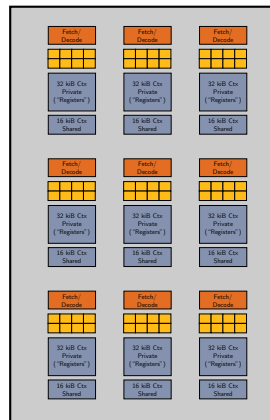 Fetch/
Decode
32 kiB Ctx
Private
("Registers")
16 kiB Ctx
Shared
Fetch/
Decode
32 kiB Ctx
Private
("Registers")
16 kiB Ctx
Shared
Fetch/
Decode
32 kiB Ctx
Private
("Registers")
16 kiB Ctx
Shared
Fetch/
Decode
32 kiB Ctx
Private
("Registers")
16 kiB Ctx
Shared
Fetch/
Decode
32 kiB Ctx
Private
("Registers")
16 kiB Ctx
Shared
Fetch/
Decode
32 kiB Ctx
Private
("Registers")
16 kiB Ctx
Shared
Fetch/
Decode
32 kiB Ctx
Private
("Registers")
16 kiB Ctx
Shared
Fetch/
Decode
32 kiB Ctx
Private
("Registers")
16 kiB Ctx
Shared
Fetch/
Decode
32 kiB Ctx
Private
("Registers")
16 kiB Ctx
Shared